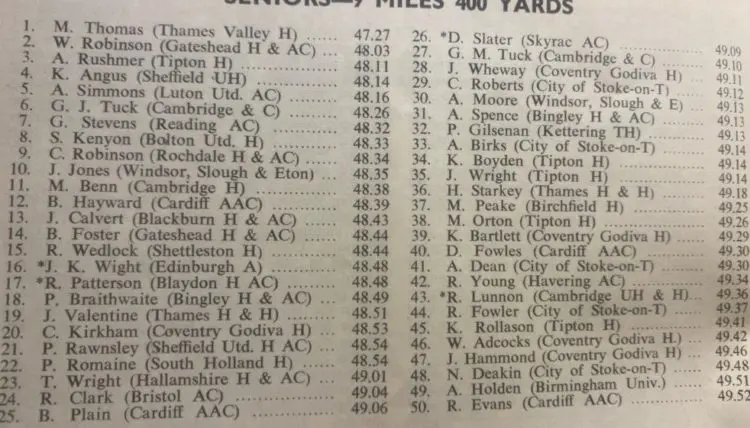 SENIORS—9 MILES 400 YARDS
1. M. Thomas (Thames Valley H) ...... 47.27
2. W. Robinson (Gateshead H & AC) ...... 48.03
3. A. Rushmer (Tipton H) ...... 48.11
4. K. Angus (Sheffield UH) ...... 48.14
5. A. Simmons (Luton Utd. AC) ...... 48.16
6. G. J. Tuck (Cambridge & C) ...... 48.26
7. G. Stevens (Reading AC) ...... 48.32
8. S. Kenyon (Bolton Utd. H) ...... 48.33
9. C. Robinson (Rochdale H & AC) ...... 48.34
10. J. Jones (Windsor, Slough & Eton) ... 48.35
11. M. Benn (Cambridge H) ...... 48.38
12. B. Hayward (Cardiff AAC) ...... 48.39
13. J. Calvert (Blackburn H & AC) ...... 48.43
14. B. Foster (Gateshead H & AC) ...... 48.44
15. R. Wedlock (Shettleston H) ...... 48.44
16. *J. K. Wight (Edinburgh A) ...... 48.48
17. *R. Patterson (Blaydon H & AC) ...... 48.48
18. P. Braithwaite (Bingley H & AC) ...... 48.49
19. J. Valentine (Thames H & H) ...... 48.51
20. C. Kirkham (Coventry Godiva H) ...... 48.53
21. P. Rawnsley (Sheffield Utd. H AC) 48.54
22. P. Romaine (South Holland H) ...... 48.54
23. T. Wright (Hallamshire H & AC) ...... 49.01
24. R. Clark (Bristol AC) ...... 49.04
25. B. Plain (Cardiff AAC) ...... 49.06
26. *D. Slater (Skyrac AC) ...... 49.09
27. G. M. Tuck (Cambridge & C) ...... 49.10
28. J. Wheway (Coventry Godiva H) ...... 49.11
29. C. Roberts (City of Stoke-on-T) ...... 49.12
30. A. Moore (Windsor, Slough & E) ... 49.13
31. A. Spence (Bingley H & AC) ...... 49.13
32. P. Gilsenan (Kettering TH) ...... 49.13
33. A. Birks (City of Stoke-on-T) ...... 49.14
34. K. Boyden (Tipton H) ...... 49.14
35. J. Wright (Tipton H) ...... 49.14
36. H. Starkey (Thames H & H) ...... 49.18
37. M. Peake (Birchfield H) ...... 49.25
38. M. Orton (Tipton H) ...... 49.26
39. K. Bartlett (Coventry Godiva H) ...... 49.29
40. D. Fowles (Cardiff AAC) ...... 49.30
41. A. Dean (City of Stoke-on-T) ...... 49.30
42. R. Young (Havering AC) ...... 49.34
43. *R. Lunnon (Cambridge UH & H) ... 49.36
44. R. Fowler (City of Stoke-on-T) ...... 49.37
45. K. Rollason (Tipton H) ...... 49.41
46. W. Adcocks (Coventry Godiva H.) ... 49.42
47. J. Hammond (Coventry Godiva H) ... 49.46
48. N. Deakin (City of Stoke-on-T) ...... 49.48
49. A. Holden (Birmingham Univ.) ...... 49.51
50. R. Evans (Cardiff AAC) ...... 49.52